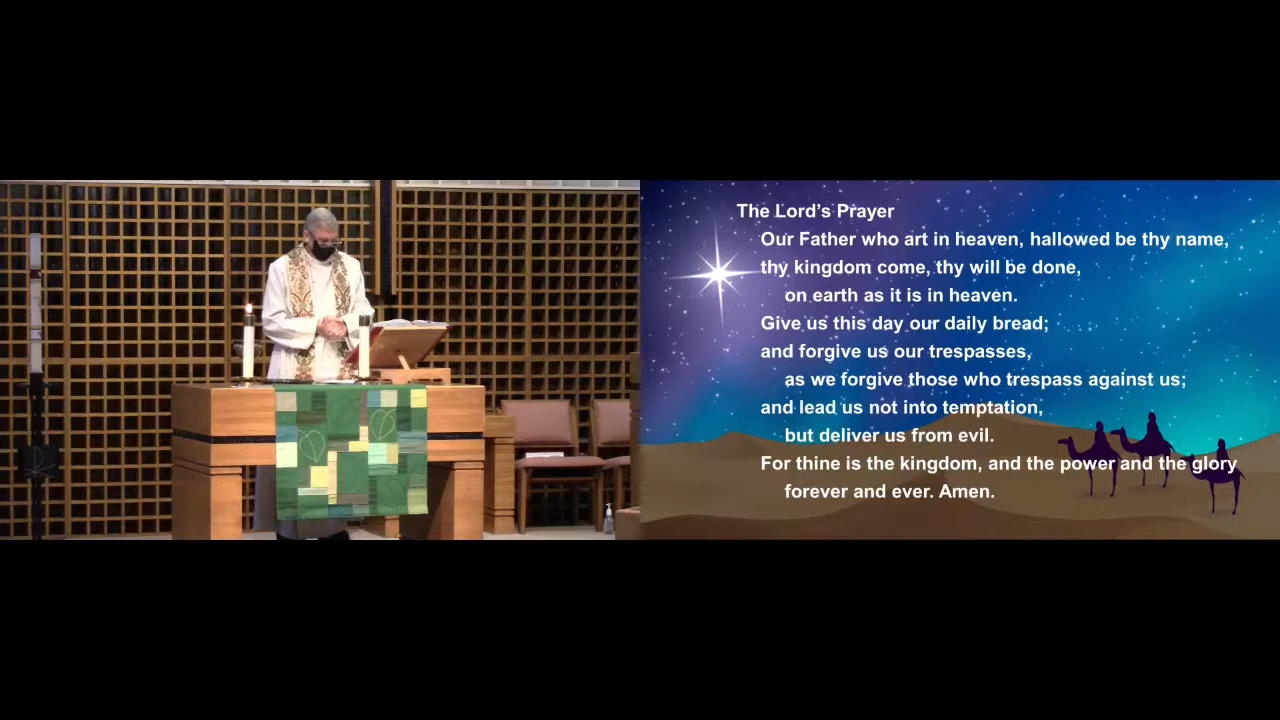 The Lord's Prayer
Our Father who art in heaven, hallowed be thy name,
thy kingdom come, thy will be done,
on earth as it is in heaven.
Give us this day our daily bread;
and forgive us our trespasses,
as we forgive those who trespass against us;
and lead us not into temptation,
but deliver us from evil.
For thine is the kingdom, and the power and the glory
forever and ever. Amen.